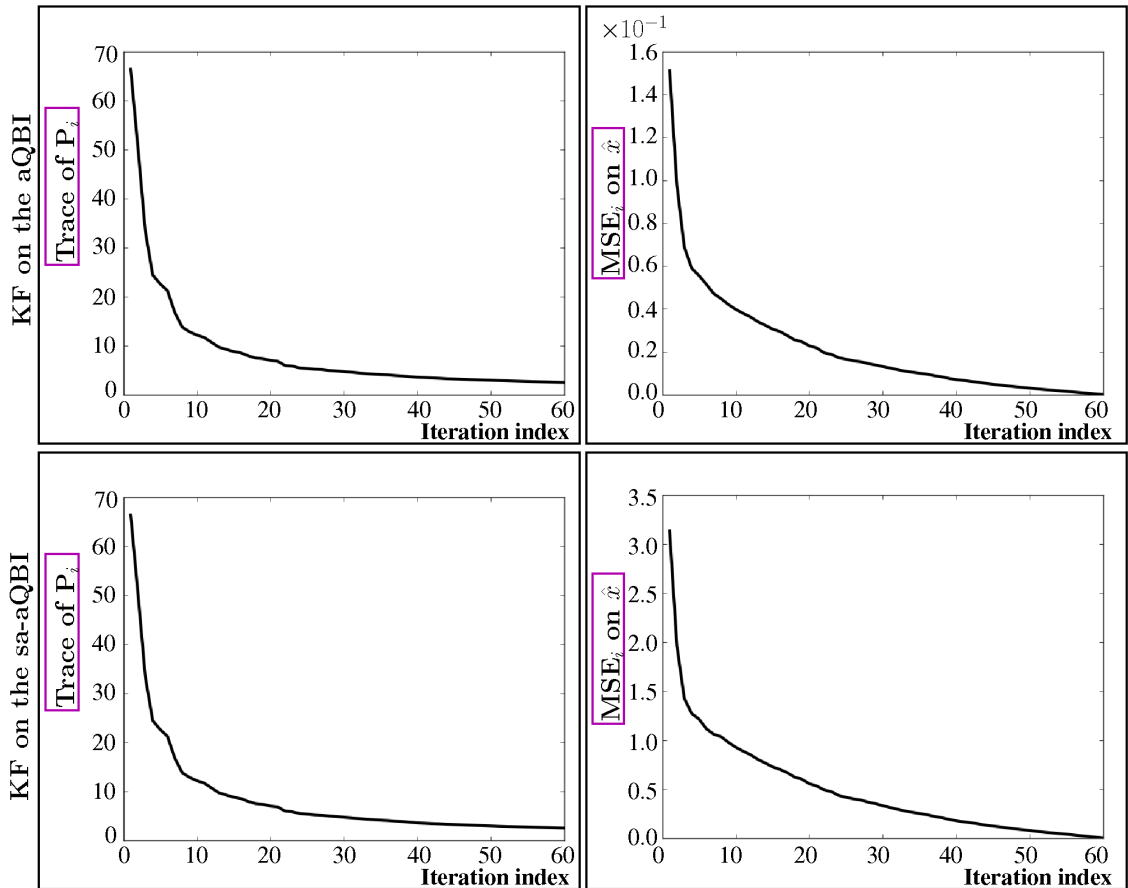 KF on the aQBI
Trace of P_i
70
60
50
40
30
20
10
0
0 10 20 30 40 50 60
Iteration index
×10⁻¹
MSE_i on x̂
1.6
1.4
1.2
1.0
0.8
0.6
0.4
0.2
0.0
0 10 20 30 40 50 60
Iteration index
KF on the sa-aQBI
Trace of P_i
70
60
50
40
30
20
10
0
0 10 20 30 40 50 60
Iteration index
MSE_i on x̂
3.5
3.0
2.5
2.0
1.5
1.0
0.5
0.0
0 10 20 30 40 50 60
Iteration index